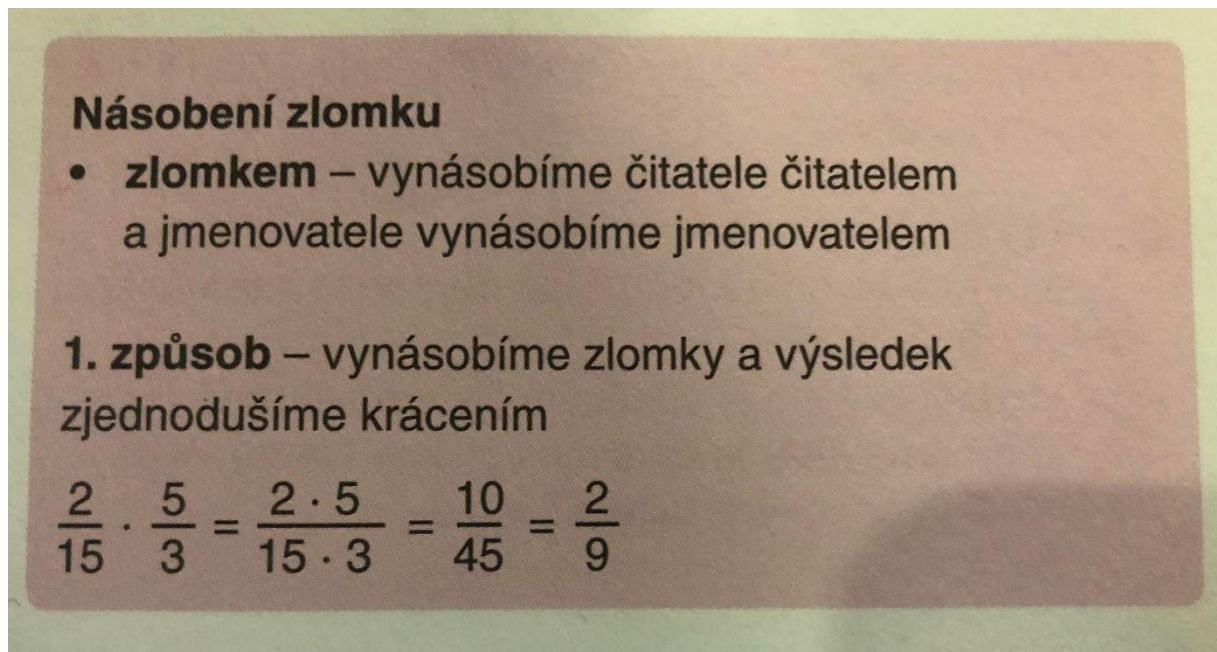 Násobení zlomku
• zlomkem – vynásobíme čitatele čitatelem
a jmenovatele vynásobíme jmenovatelem
1. způsob – vynásobíme zlomky a výsledek
zjednodušíme krácením
2/15 · 5/3 = 2 · 5/15 · 3 = 10/45 = 2/9